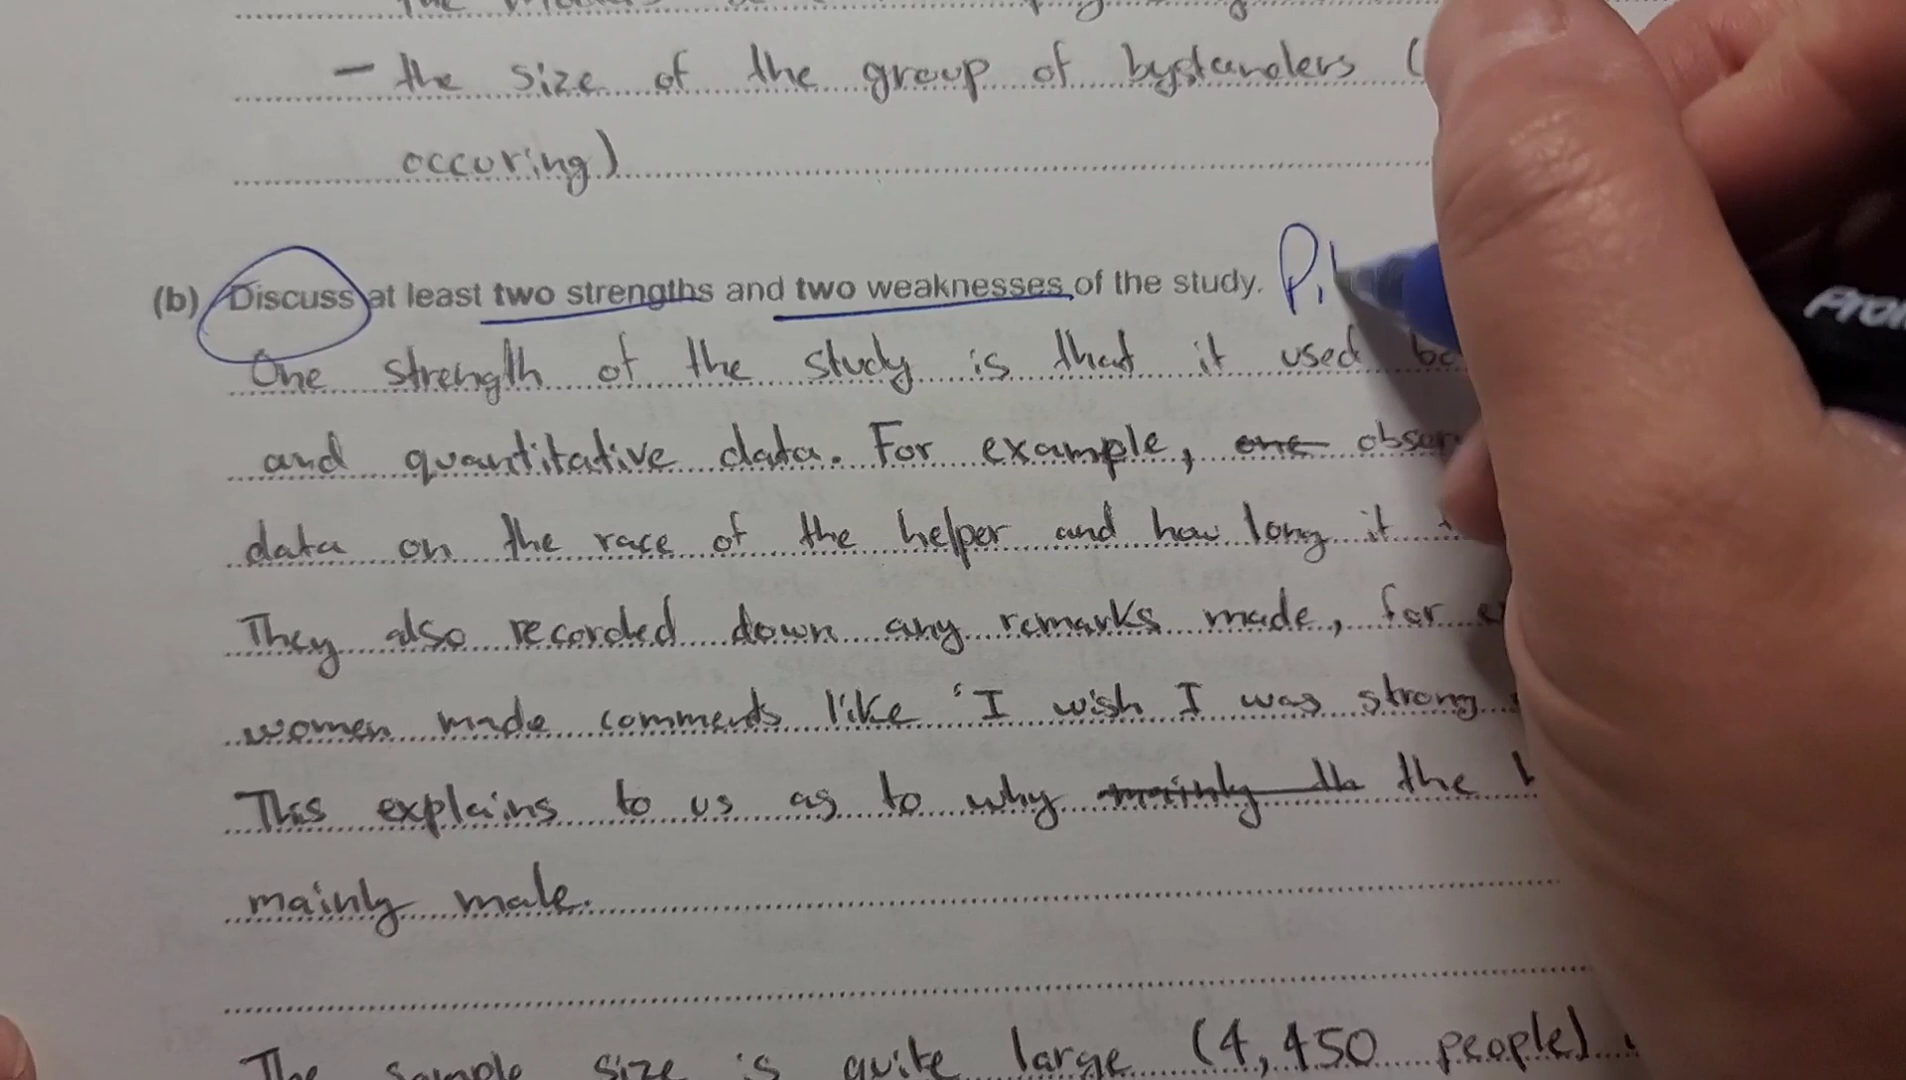 - the size of the group of bystanders (
occuring)
(b) Discuss at least two strengths and two weaknesses of the study. Pi
One strength of the study is that it used
and quantitative data. For example, one obser
data on the race of the helper and how long it
They also recorded down any remarks made, for
women made comments like 'I wish I was strong
This explains to us as to why mainly th the
mainly male.
The sample size is quite large (4,450 people)